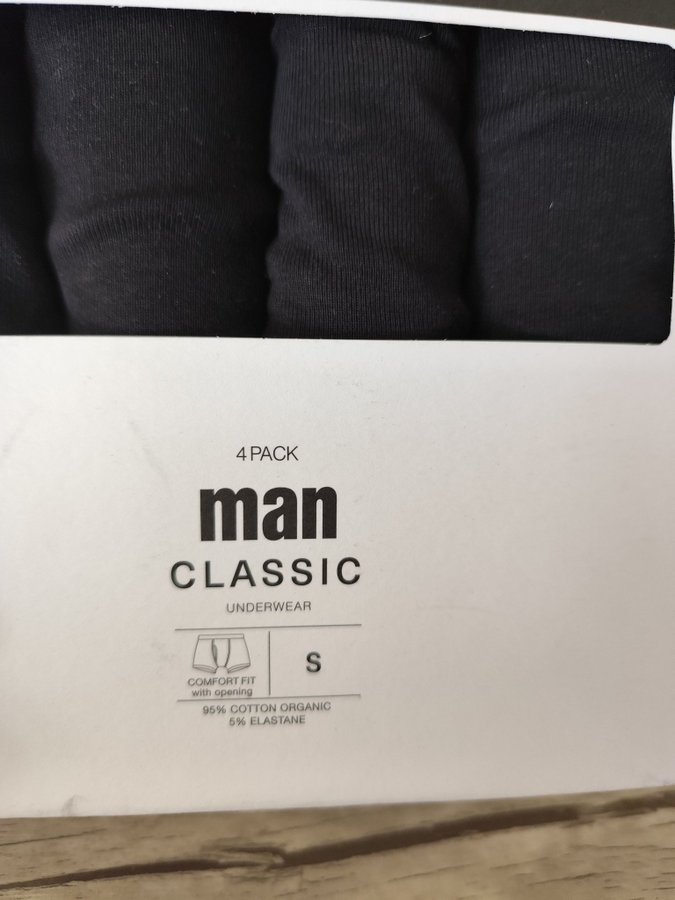 4 PACK
man
CLASSIC
UNDERWEAR
COMFORT FIT
with opening
S
95% COTTON ORGANIC
5% ELASTANE